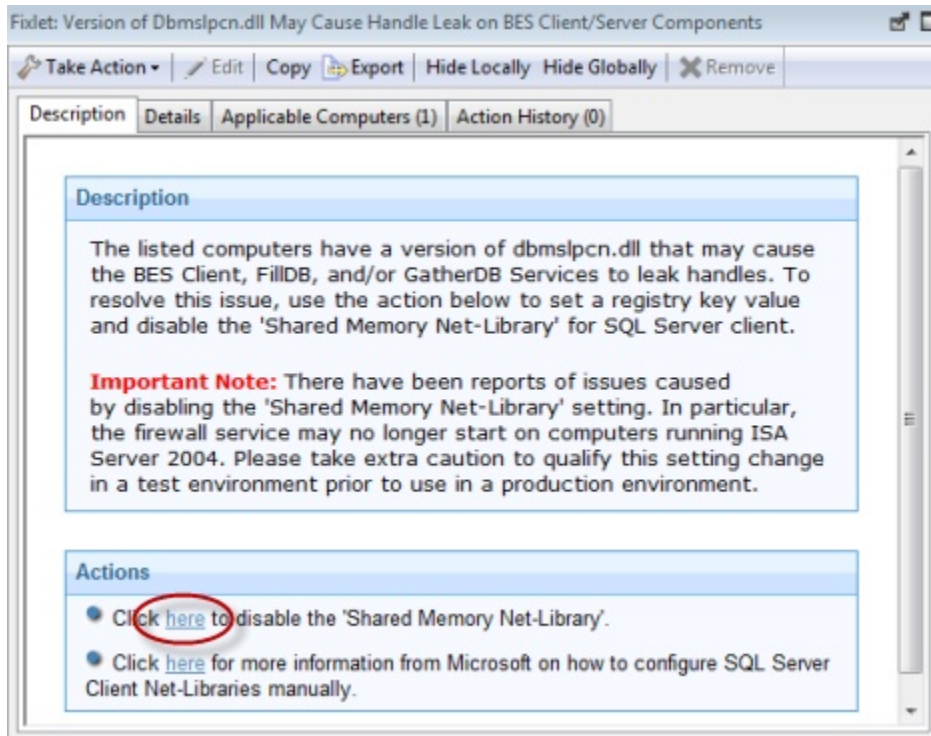 Fixlet: Version of Dbmslpcn.dll May Cause Handle Leak on BES Client/Server Components
Take Action Edit Copy Export Hide Locally Hide Globally Remove
Description Details Applicable Computers (1) Action History (0)
Description
The listed computers have a version of dbmslpcn.dll that may cause
the BES Client, FillDB, and/or GatherDB Services to leak handles. To
resolve this issue, use the action below to set a registry key value
and disable the 'Shared Memory Net-Library' for SQL Server client.
Important Note: There have been reports of issues caused
by disabling the 'Shared Memory Net-Library' setting. In particular,
the firewall service may no longer start on computers running ISA
Server 2004. Please take extra caution to qualify this setting change
in a test environment prior to use in a production environment.
Actions
Click here to disable the 'Shared Memory Net-Library'.
Click here for more information from Microsoft on how to configure SQL Server
Client Net-Libraries manually.